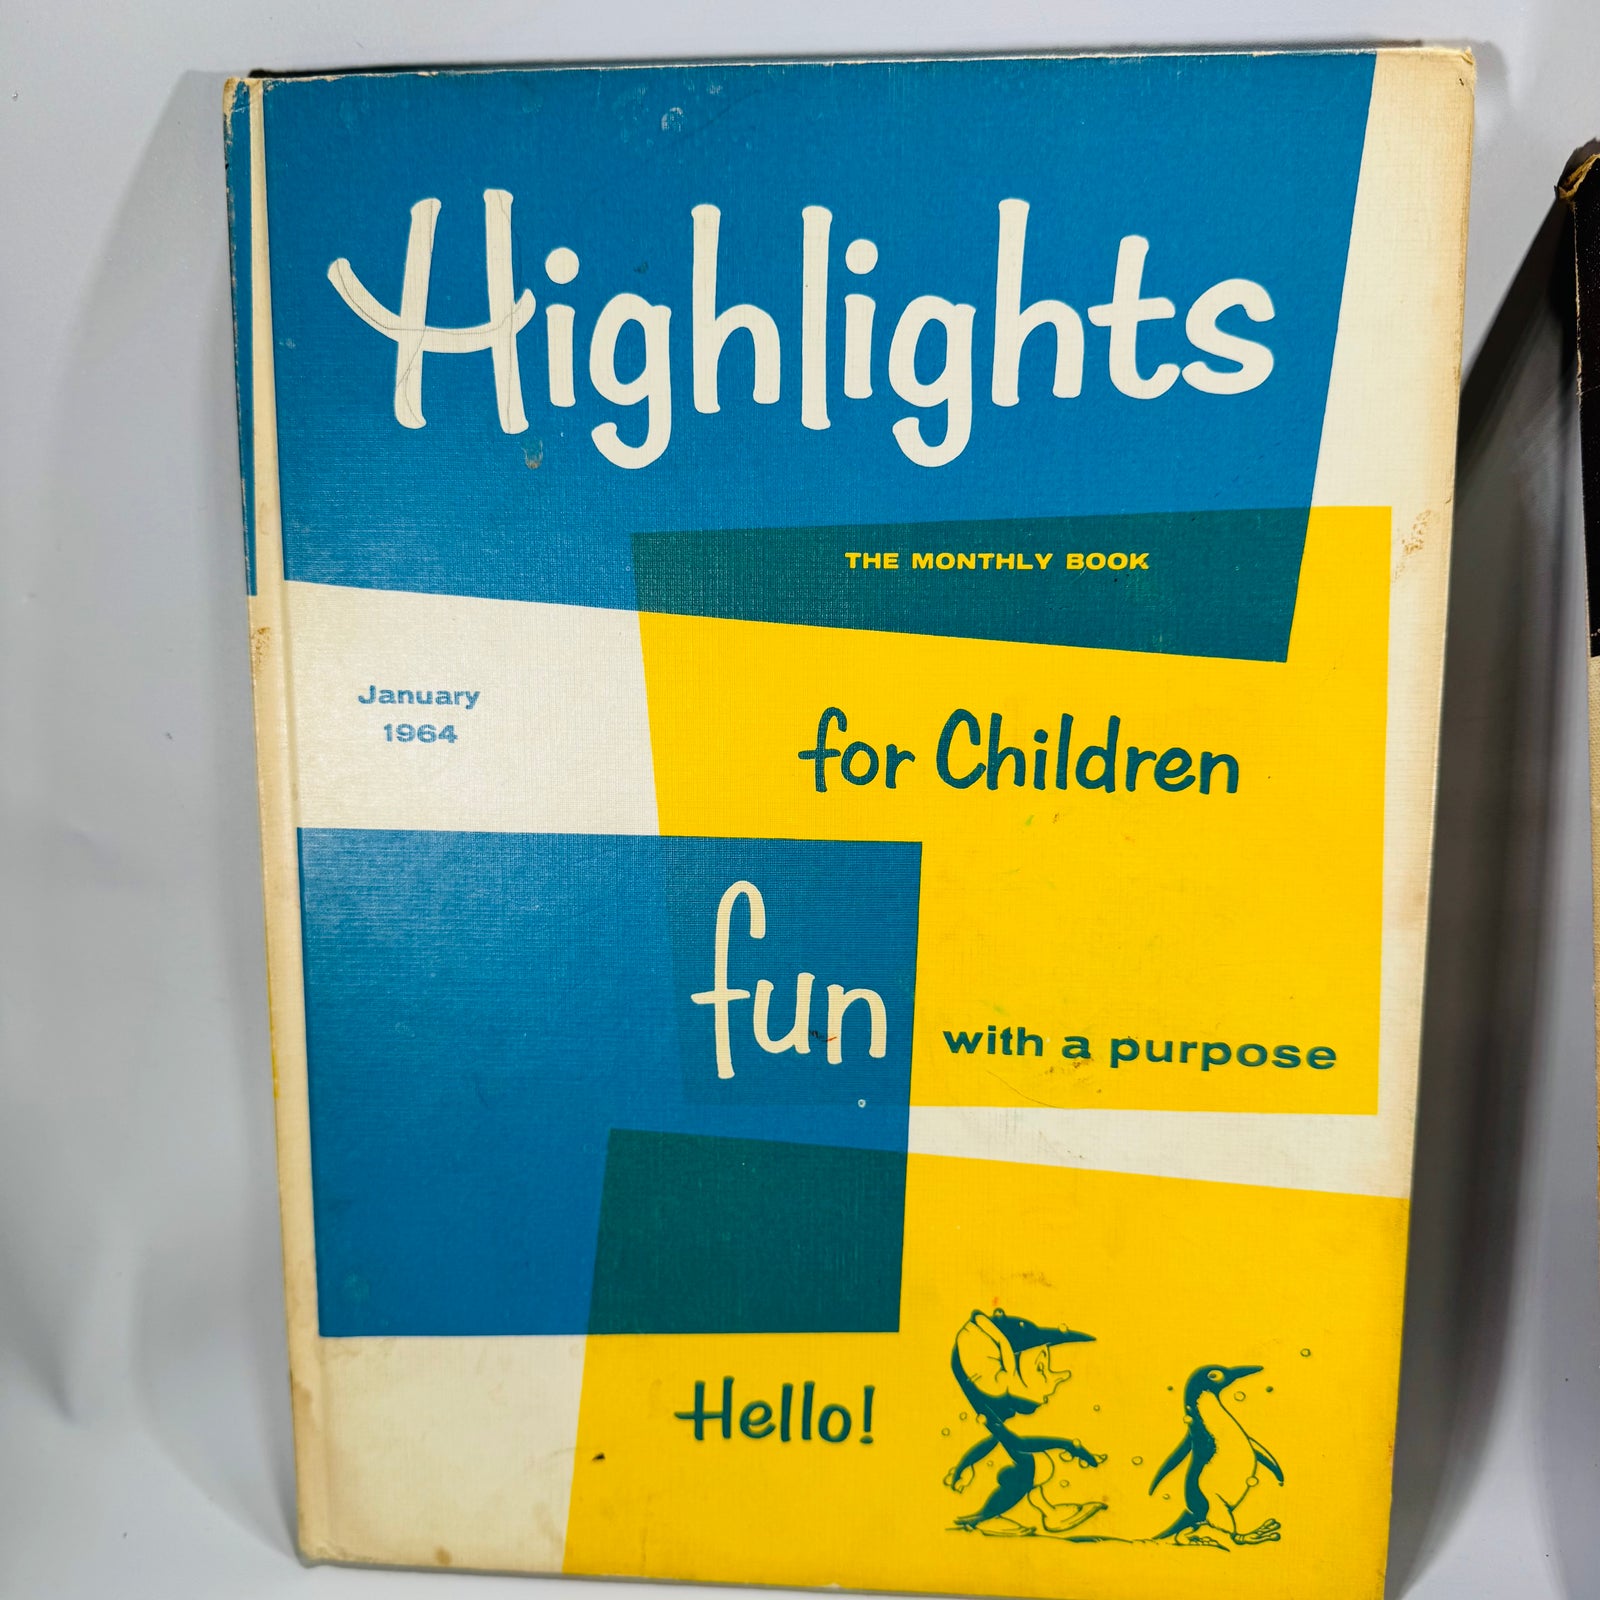 Highlights
THE MONTHLY BOOK
for Children
January
1964
fun
with a purpose
Hello!